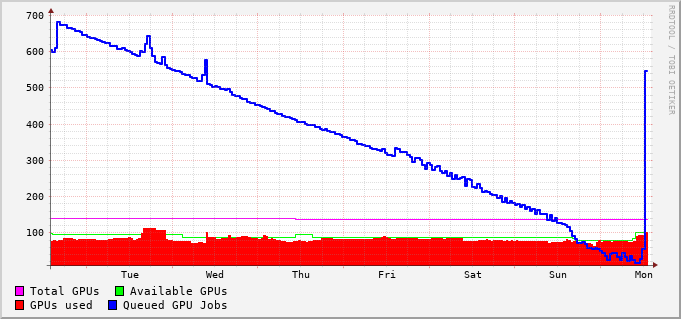 700
600
500
400
300
200
100
Tue Wed Thu Fri Sat Sun Mon
Total GPUs Available GPUs
GPUs used Queued GPU Jobs
RRDTOOL / TOBI OETIKER